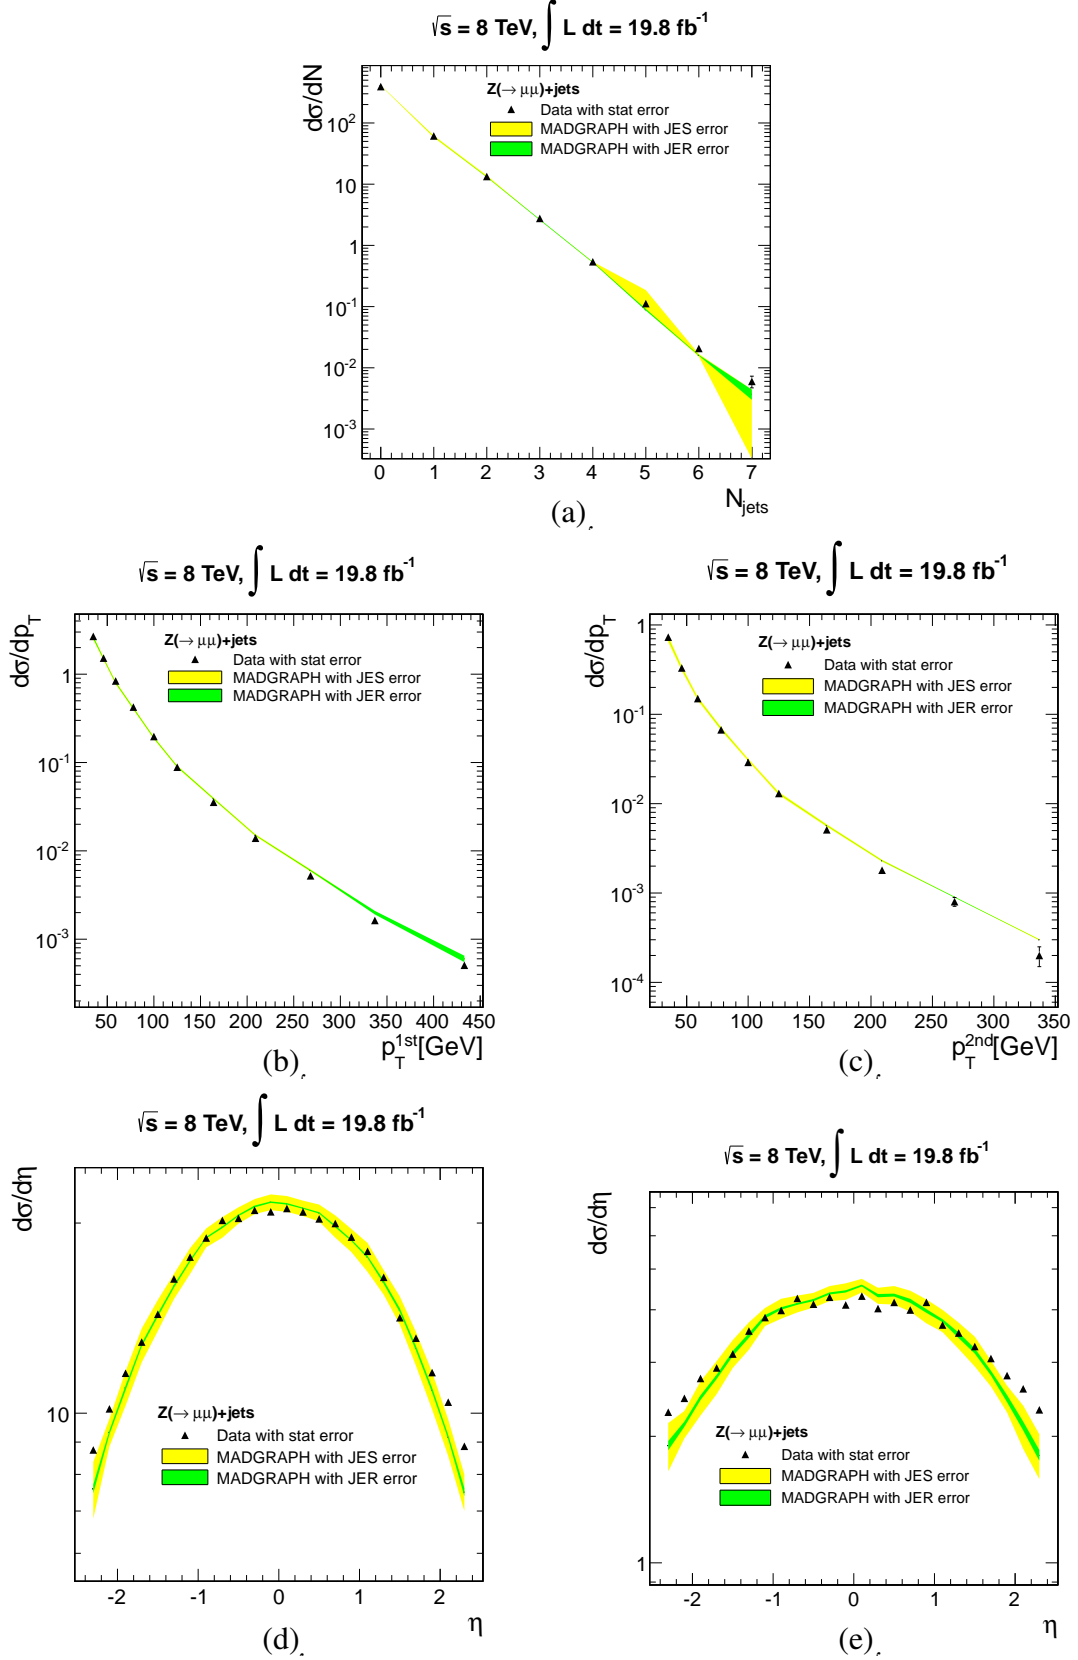 √s = 8 TeV, ∫ L dt = 19.8 fb⁻¹
dσ/dN
Z(→ μμ)+jets
Data with stat error
MADGRAPH with JES error
MADGRAPH with JER error
10²
10
1
10⁻¹
10⁻²
10⁻³
0 1 2 3 4 5 6 7
N_jets
(a)
√s = 8 TeV, ∫ L dt = 19.8 fb⁻¹
dσ/dp_T
Z(→ μμ)+jets
Data with stat error
MADGRAPH with JES error
MADGRAPH with JER error
1
10⁻¹
10⁻²
10⁻³
50 100 150 200 250 300 350 400 450
p_T^1st[GeV]
(b)
√s = 8 TeV, ∫ L dt = 19.8 fb⁻¹
dσ/dp_T
Z(→ μμ)+jets
Data with stat error
MADGRAPH with JES error
MADGRAPH with JER error
1
10⁻¹
10⁻²
10⁻³
10⁻⁴
50 100 150 200 250 300 350
p_T^2nd[GeV]
(c)
√s = 8 TeV, ∫ L dt = 19.8 fb⁻¹
dσ/dη
10
Z(→ μμ)+jets
Data with stat error
MADGRAPH with JES error
MADGRAPH with JER error
-2 -1 0 1 2
η
(d)
√s = 8 TeV, ∫ L dt = 19.8 fb⁻¹
dσ/dη
Z(→ μμ)+jets
Data with stat error
MADGRAPH with JES error
MADGRAPH with JER error
1
-2 -1 0 1 2
η
(e)